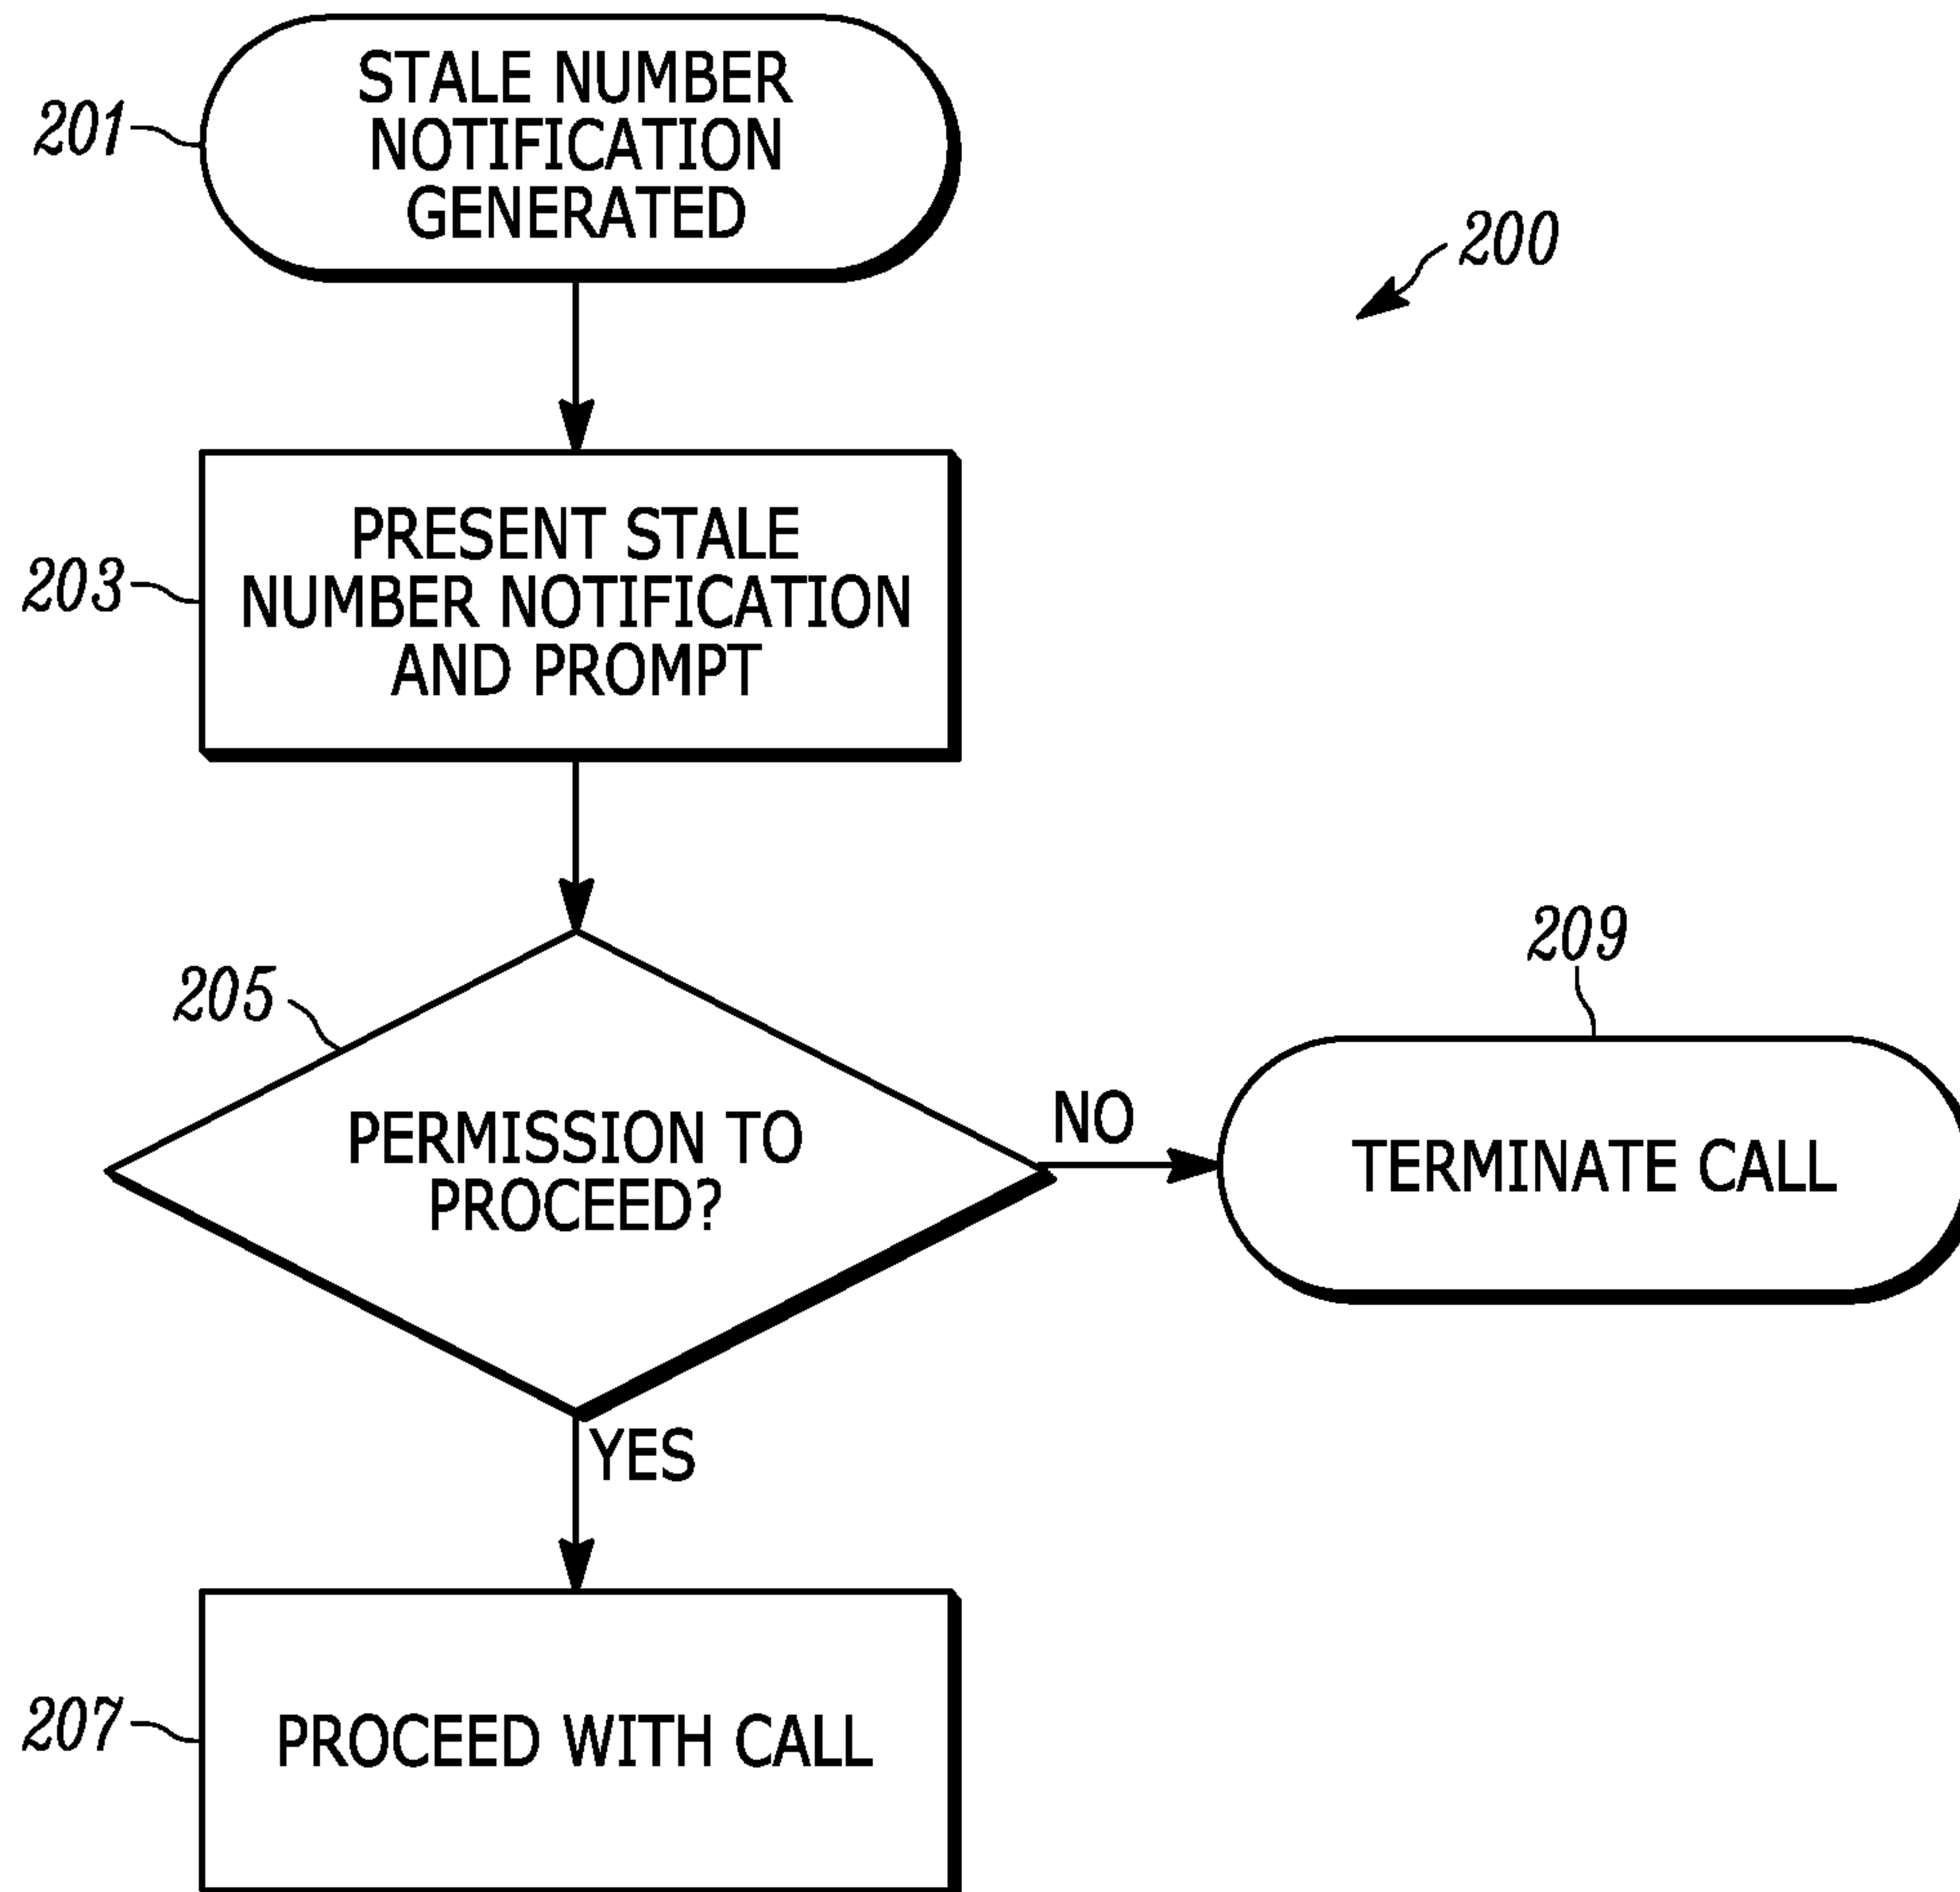 201
STALE NUMBER
NOTIFICATION
GENERATED
200
203
PRESENT STALE
NUMBER NOTIFICATION
AND PROMPT
205
PERMISSION TO
PROCEED?
NO
209
TERMINATE CALL
YES
207
PROCEED WITH CALL